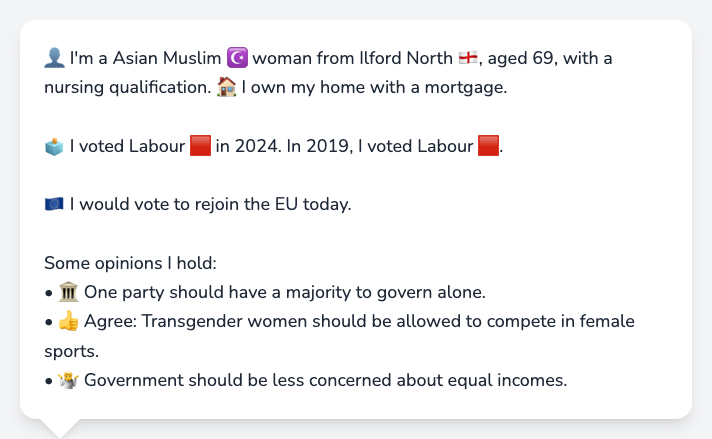 👤 I'm a Asian Muslim ☪️ woman from Ilford North 🏴󠁧󠁢󠁥󠁮󠁧󠁿, aged 69, with a
nursing qualification. 🏠 I own my home with a mortgage.
🗳️ I voted Labour 🟥 in 2024. In 2019, I voted Labour 🟥.
🇪🇺 I would vote to rejoin the EU today.
Some opinions I hold:
• 🏛️ One party should have a majority to govern alone.
• 👍 Agree: Transgender women should be allowed to compete in female
sports.
• 🤷 Government should be less concerned about equal incomes.